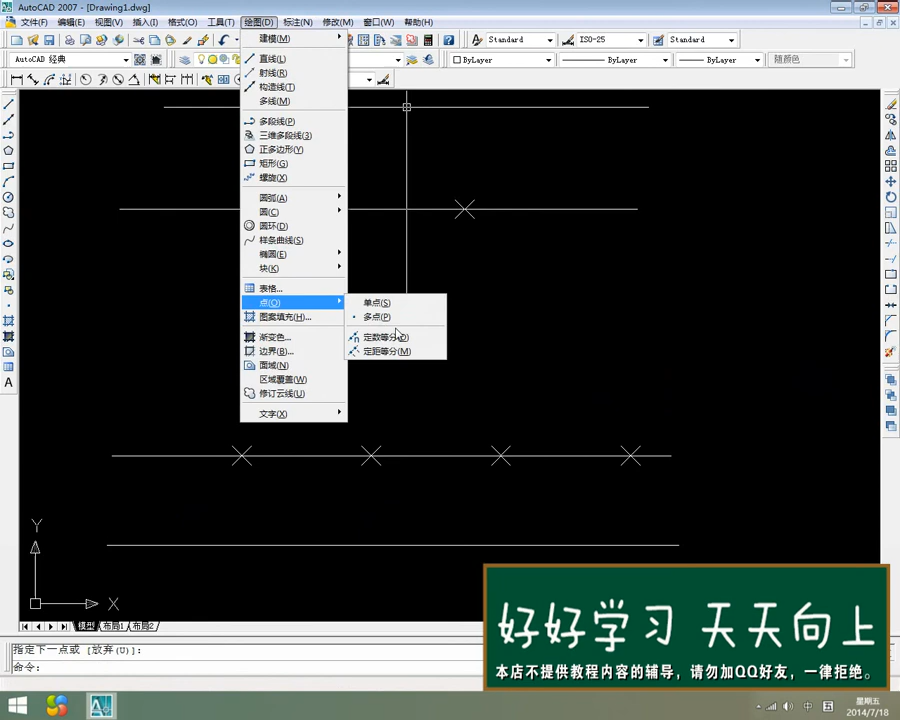 AutoCAD 2007 - [Drawing1.dwg]
文件(F) 编辑(E) 视图(V) 插入(I) 格式(O) 工具(T) 绘图(D) 标注(N) 修改(M) 窗口(W) 帮助(H)
Standard ISO-25 Standard
AutoCAD 经典 ByLayer ByLayer ByLayer 随颜色
建模(M)
直线(L)
射线(R)
构造线(T)
多线(M)
多段线(P)
三维多段线(3)
正多边形(Y)
矩形(G)
螺旋(X)
圆弧(A)
圆(C)
圆环(D)
样条曲线(S)
椭圆(E)
块(K)
表格...
点(O)
图案填充(H)...
渐变色...
边界(B)...
面域(N)
区域覆盖(W)
修订云线(U)
文字(X)
单点(S)
多点(P)
定数等分(D)
定距等分(M)
A
Y
X
模型 布局1 布局2
指定下一点或 [放弃(U)]:
命令:
好好学习 天天向上
本店不提供教程内容的辅导，请勿加QQ好友，一律拒绝。
中
星期五
2014/7/18